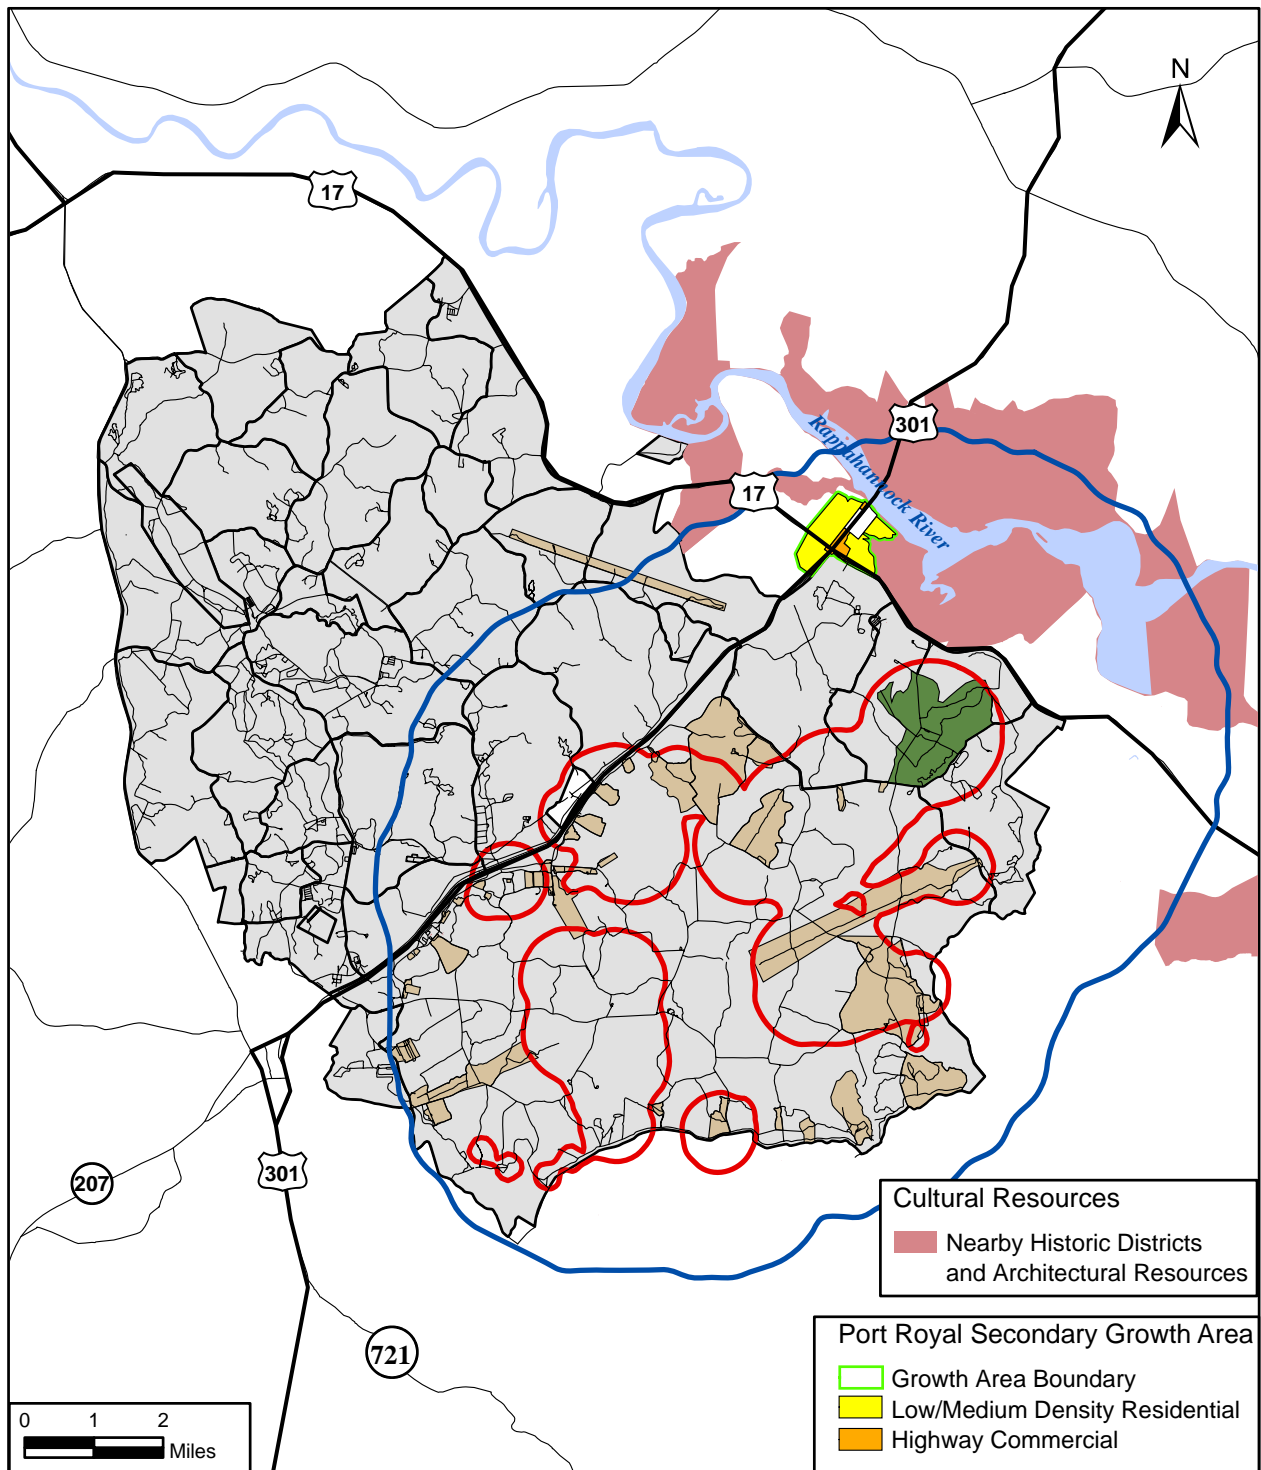 N
17
301
Rappahannock River
17
301
207
721
Cultural Resources
Nearby Historic Districts
and Architectural Resources
Port Royal Secondary Growth Area
Growth Area Boundary
Low/Medium Density Residential
Highway Commercial
0 1 2
Miles